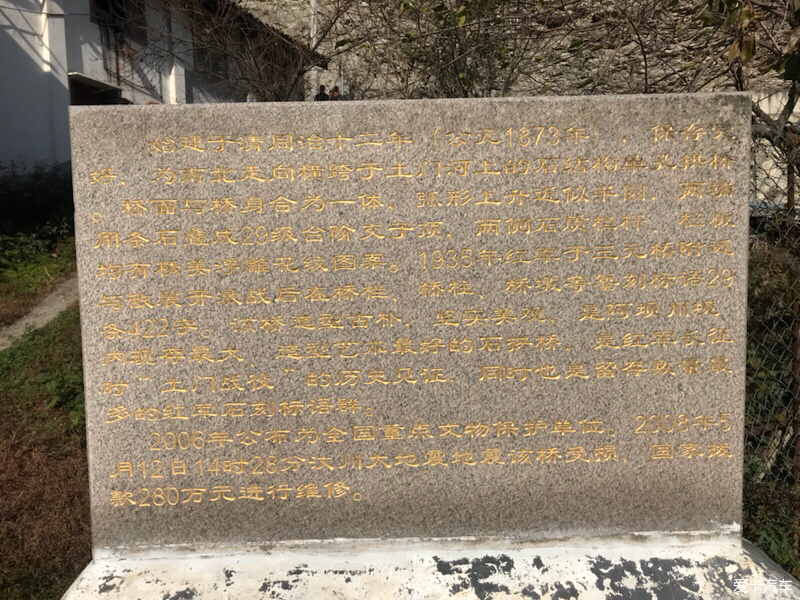 始建于清同治十二年（公元1873年），保存完
好，为南北走向横跨于土门河上的石结构单孔拱桥
。桥面与桥身合为一体，弧形上升近似半圆，两端
用条石叠成29级台阶交于顶，两侧石质栏杆，栏板
均有精美浮雕花线图案。1935年红军于三元桥附近
与敌展开激战后在桥栏、桥柱、桥墩等錾刻标语29
条422字。该桥造型古朴，坚实美观，是阿坝州境
内现存最大、造型艺术最好的石拱桥，是红军长征
时“土门战役”的历史见证，同时也是留存数量最
多的红军石刻标语群。
2006年公布为全国重点文物保护单位。2008年5
月12日14时28分汶川大地震地震该桥受损，国家拨
款280万元进行维修。
爱卡汽车